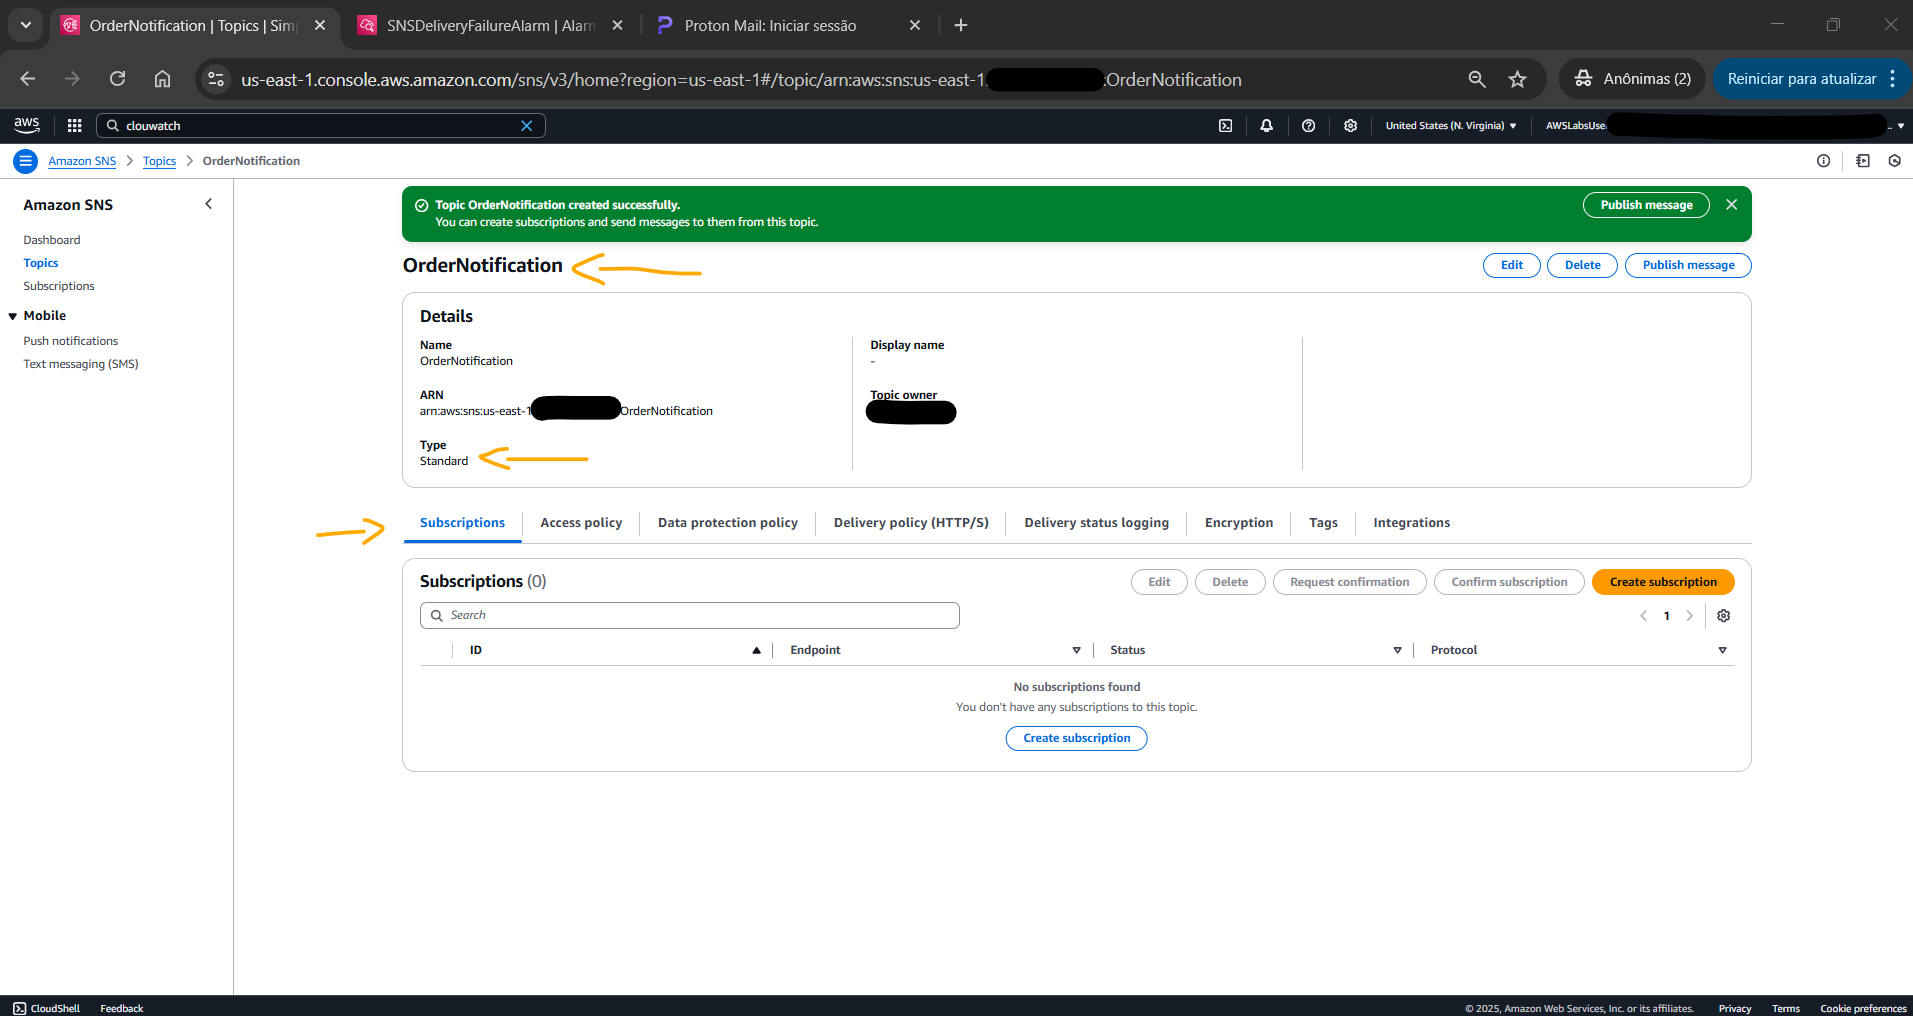 OrderNotification | Topics | Sim
SNSDeliveryFailureAlarm | Alarm
Proton Mail: Iniciar sessão
us-east-1.console.aws.amazon.com/sns/v3/home?region=us-east-1#/topic/arn:aws:sns:us-east-1 :OrderNotification
Anônimas (2)
Reiniciar para atualizar
aws
clouwatch
United States (N. Virginia)
AWSLabsUse
Amazon SNS
Topics
OrderNotification
Amazon SNS
Dashboard
Topics
Subscriptions
Mobile
Push notifications
Text messaging (SMS)
Topic OrderNotification created successfully.
You can create subscriptions and send messages to them from this topic.
Publish message
OrderNotification
Edit
Delete
Publish message
Details
Name
OrderNotification
ARN
arn:aws:sns:us-east-1 OrderNotification
Type
Standard
Display name
-
Topic owner
Subscriptions
Access policy
Data protection policy
Delivery policy (HTTP/S)
Delivery status logging
Encryption
Tags
Integrations
Subscriptions (0)
Edit
Delete
Request confirmation
Confirm subscription
Create subscription
Search
1
ID
Endpoint
Status
Protocol
No subscriptions found
You don't have any subscriptions to this topic.
Create subscription
CloudShell
Feedback
© 2025, Amazon Web Services, Inc. or its affiliates.
Privacy
Terms
Cookie preferences